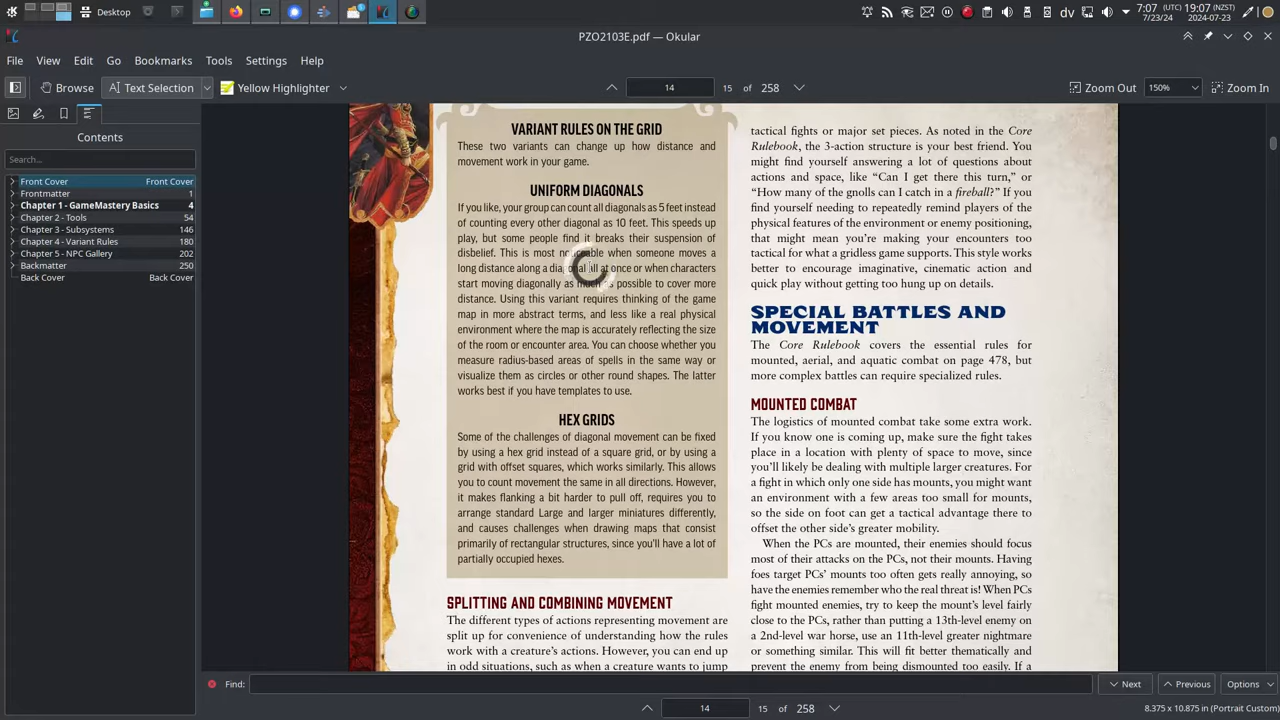 Desktop
dv
7:07 (UTC)
7/23/24
19:07 (NZST)
2024-07-23
PZO2103E.pdf — Okular
File View Edit Go Bookmarks Tools Settings Help
Browse Text Selection Yellow Highlighter 14 15 of 258 Zoom Out 150% Zoom In
Contents
Search...
Front Cover Front Cover
Frontmatter 1
Chapter 1 - GameMastery Basics 4
Chapter 2 - Tools 54
Chapter 3 - Subsystems 146
Chapter 4 - Variant Rules 180
Chapter 5 - NPC Gallery 202
Backmatter 250
Back Cover Back Cover
VARIANT RULES ON THE GRID
These two variants can change up how distance and
movement work in your game.
UNIFORM DIAGONALS
If you like, your group can count all diagonals as 5 feet instead
of counting every other diagonal as 10 feet. This speeds up
play, but some people find it breaks their suspension of
disbelief. This is most noticeable when someone moves a
long distance along a diagonal all at once or when characters
start moving diagonally as much as possible to cover more
distance. Using this variant requires thinking of the game
map in more abstract terms, and less like a real physical
environment where the map is accurately reflecting the size
of the room or encounter area. You can choose whether you
measure radius-based areas of spells in the same way or
visualize them as circles or other round shapes. The latter
works best if you have templates to use.
HEX GRIDS
Some of the challenges of diagonal movement can be fixed
by using a hex grid instead of a square grid, or by using a
grid with offset squares, which works similarly. This allows
you to count movement the same in all directions. However,
it makes flanking a bit harder to pull off, requires you to
arrange standard Large and larger miniatures differently,
and causes challenges when drawing maps that consist
primarily of rectangular structures, since you'll have a lot of
partially occupied hexes.
SPLITTING AND COMBINING MOVEMENT
The different types of actions representing movement are
split up for convenience of understanding how the rules
work with a creature's actions. However, you can end up
in odd situations, such as when a creature wants to jump
tactical fights or major set pieces. As noted in the Core
Rulebook, the 3-action structure is your best friend. You
might find yourself answering a lot of questions about
actions and space, like “Can I get there this turn,” or
“How many of the gnolls can I catch in a fireball?” If you
find yourself needing to repeatedly remind players of the
physical features of the environment or enemy positioning,
that might mean you're making your encounters too
tactical for what a gridless game supports. This style works
better to encourage imaginative, cinematic action and
quick play without getting too hung up on details.
SPECIAL BATTLES AND
MOVEMENT
The Core Rulebook covers the essential rules for
mounted, aerial, and aquatic combat on page 478, but
more complex battles can require specialized rules.
MOUNTED COMBAT
The logistics of mounted combat take some extra work.
If you know one is coming up, make sure the fight takes
place in a location with plenty of space to move, since
you'll likely be dealing with multiple larger creatures. For
a fight in which only one side has mounts, you might want
an environment with a few areas too small for mounts,
so the side on foot can get a tactical advantage there to
offset the other side's greater mobility.
When the PCs are mounted, their enemies should focus
most of their attacks on the PCs, not their mounts. Having
foes target PCs' mounts too often gets really annoying, so
have the enemies remember who the real threat is! When PCs
fight mounted enemies, try to keep the mount's level fairly
close to the PCs, rather than putting a 13th-level enemy on
a 2nd-level war horse, use an 11th-level greater nightmare
or something similar. This will fit better thematically and
prevent the enemy from being dismounted too easily. If a
Find: Next Previous Options
14 15 of 258
8.375 x 10.875 in (Portrait Custom)